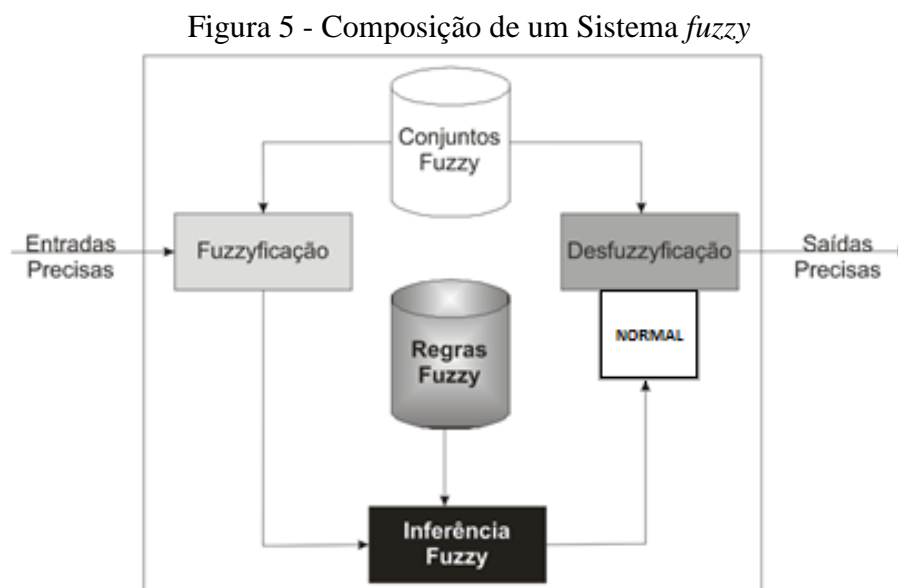 Figura 5 - Composição de um Sistema fuzzy
Conjuntos
Fuzzy
Entradas
Precisas
Fuzzyficação
Desfuzzyficação
Saídas
Precisas
NORMAL
Regras
Fuzzy
Inferência
Fuzzy